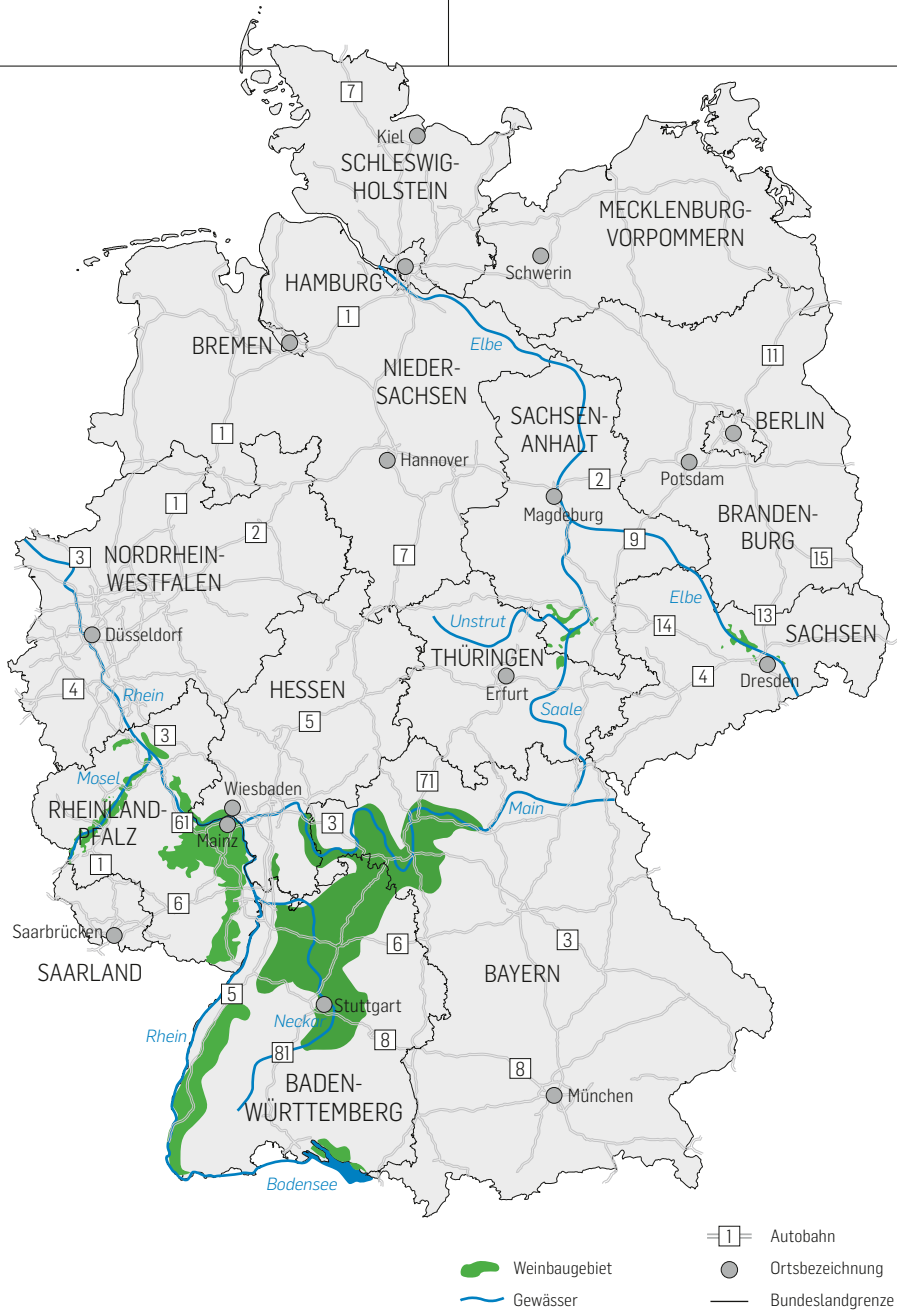 7
Kiel
SCHLESWIG-
HOLSTEIN
MECKLENBURG-
VORPOMMERN
Schwerin
HAMBURG
1
BREMEN
Elbe
11
NIEDER-
SACHSEN
SACHSEN-
ANHALT
BERLIN
1
Hannover
2
Potsdam
1
Magdeburg
BRANDEN-
BURG
2
9
3
NORDRHEIN-
WESTFALEN
7
15
Elbe
Unstrut
13
14
SACHSEN
Düsseldorf
THÜRINGEN
Dresden
4
HESSEN
Erfurt
4
Rhein
5
Saale
3
Mosel
71
Wiesbaden
Main
RHEINLAND-
PFALZ
61
Mainz
3
1
6
Saarbrücken
6
3
SAARLAND
BAYERN
5
Stuttgart
Neckar
Rhein
8
81
8
BADEN-
WÜRTTEMBERG
München
Bodensee
1 Autobahn
Weinbaugebiet
Ortsbezeichnung
Gewässer
Bundeslandgrenze